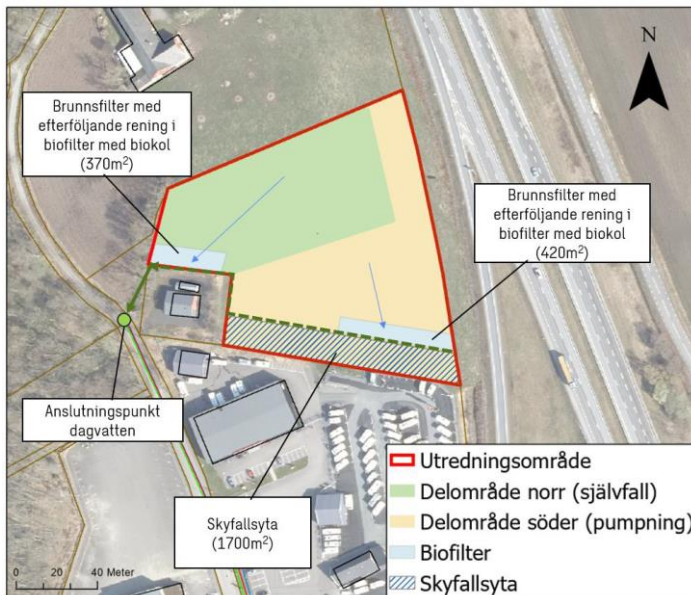 N
Brunnsfilter med
efterföljande rening i
biofilter med biokol
(370m²)
Brunnsfilter med
efterföljande rening i
biofilter med biokol
(420m²)
Anslutningspunkt
dagvatten
Skyfallsyta
(1700m²)
0 20 40 Meter
Utredningsområde
Delområde norr (självfall)
Delområde söder (pumpning)
Biofilter
Skyfallsyta